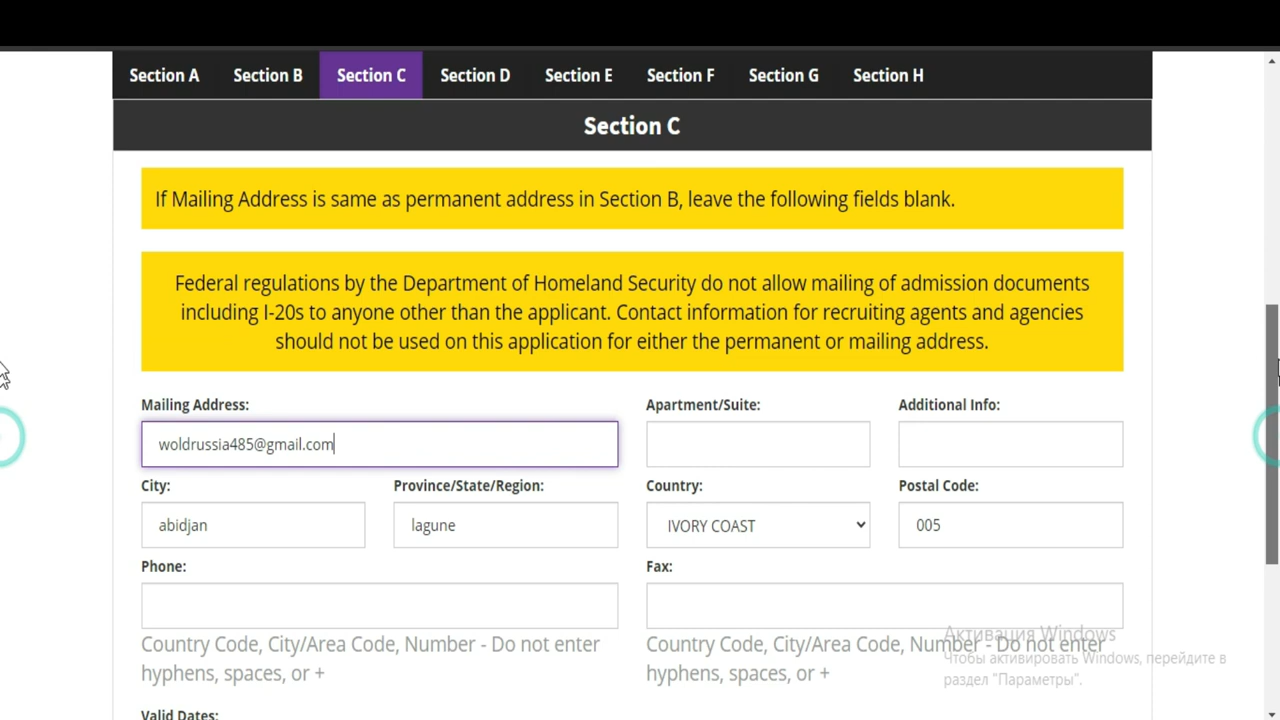 Section A Section B Section C Section D Section E Section F Section G Section H
Section C
If Mailing Address is same as permanent address in Section B, leave the following fields blank.
Federal regulations by the Department of Homeland Security do not allow mailing of admission documents
including I-20s to anyone other than the applicant. Contact information for recruiting agents and agencies
should not be used on this application for either the permanent or mailing address.
Mailing Address: Apartment/Suite: Additional Info:
woldrussia485@gmail.com
City: Province/State/Region: Country: Postal Code:
abidjan lagune IVORY COAST 005
Phone: Fax:
Country Code, City/Area Code, Number - Do not enter
hyphens, spaces, or +
Country Code, City/Area Code, Number - Do not enter
hyphens, spaces, or +
Активация Windows
Чтобы активировать Windows, перейдите в
раздел "Параметры".
Valid Dates: